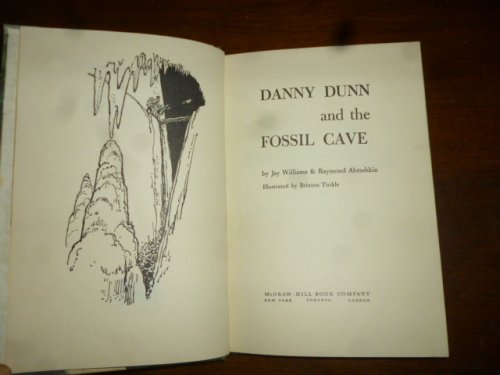 DANNY DUNN
and the
FOSSIL CAVE
by Jay Williams & Raymond Abrashkin
Illustrated by Brinton Turkle
McGRAW-HILL BOOK COMPANY
NEW YORK TORONTO LONDON